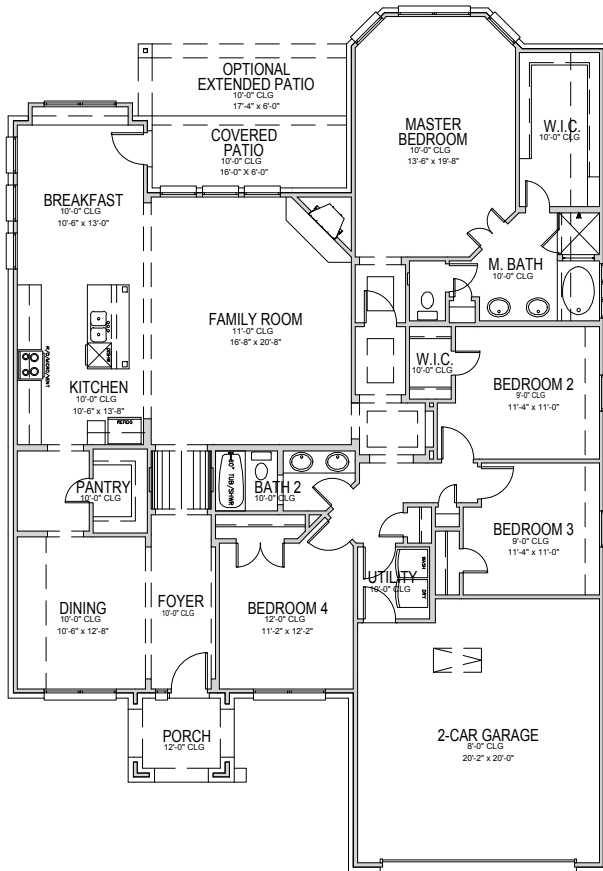 OPTIONAL
EXTENDED PATIO
10'-0" CLG
17'-4" x 6'-0"
COVERED
PATIO
10'-0" CLG
16'-0" X 6'-0"
MASTER
BEDROOM
10'-0" CLG
13'-6" x 19'-8"
W.I.C.
10'-0" CLG
BREAKFAST
10'-0" CLG
10'-6" x 13'-0"
M. BATH
10'-0" CLG
FAMILY ROOM
11'-0" CLG
16'-8" x 20'-8"
KITCHEN
10'-0" CLG
10'-6" x 13'-8"
REFIG
W.I.C.
10'-0" CLG
BEDROOM 2
9'-0" CLG
11'-4" x 11'-0"
PANTRY
10'-0" CLG
60" TUB/SHWR
BATH 2
10'-0" CLG
BEDROOM 3
9'-0" CLG
11'-4" x 11'-0"
UTILITY
10'-0" CLG
WASH
DRY
DINING
10'-0" CLG
10'-6" x 12'-8"
FOYER
10'-0" CLG
BEDROOM 4
12'-0" CLG
11'-2" x 12'-2"
PORCH
12'-0" CLG
2-CAR GARAGE
8'-0" CLG
20'-2" x 20'-0"